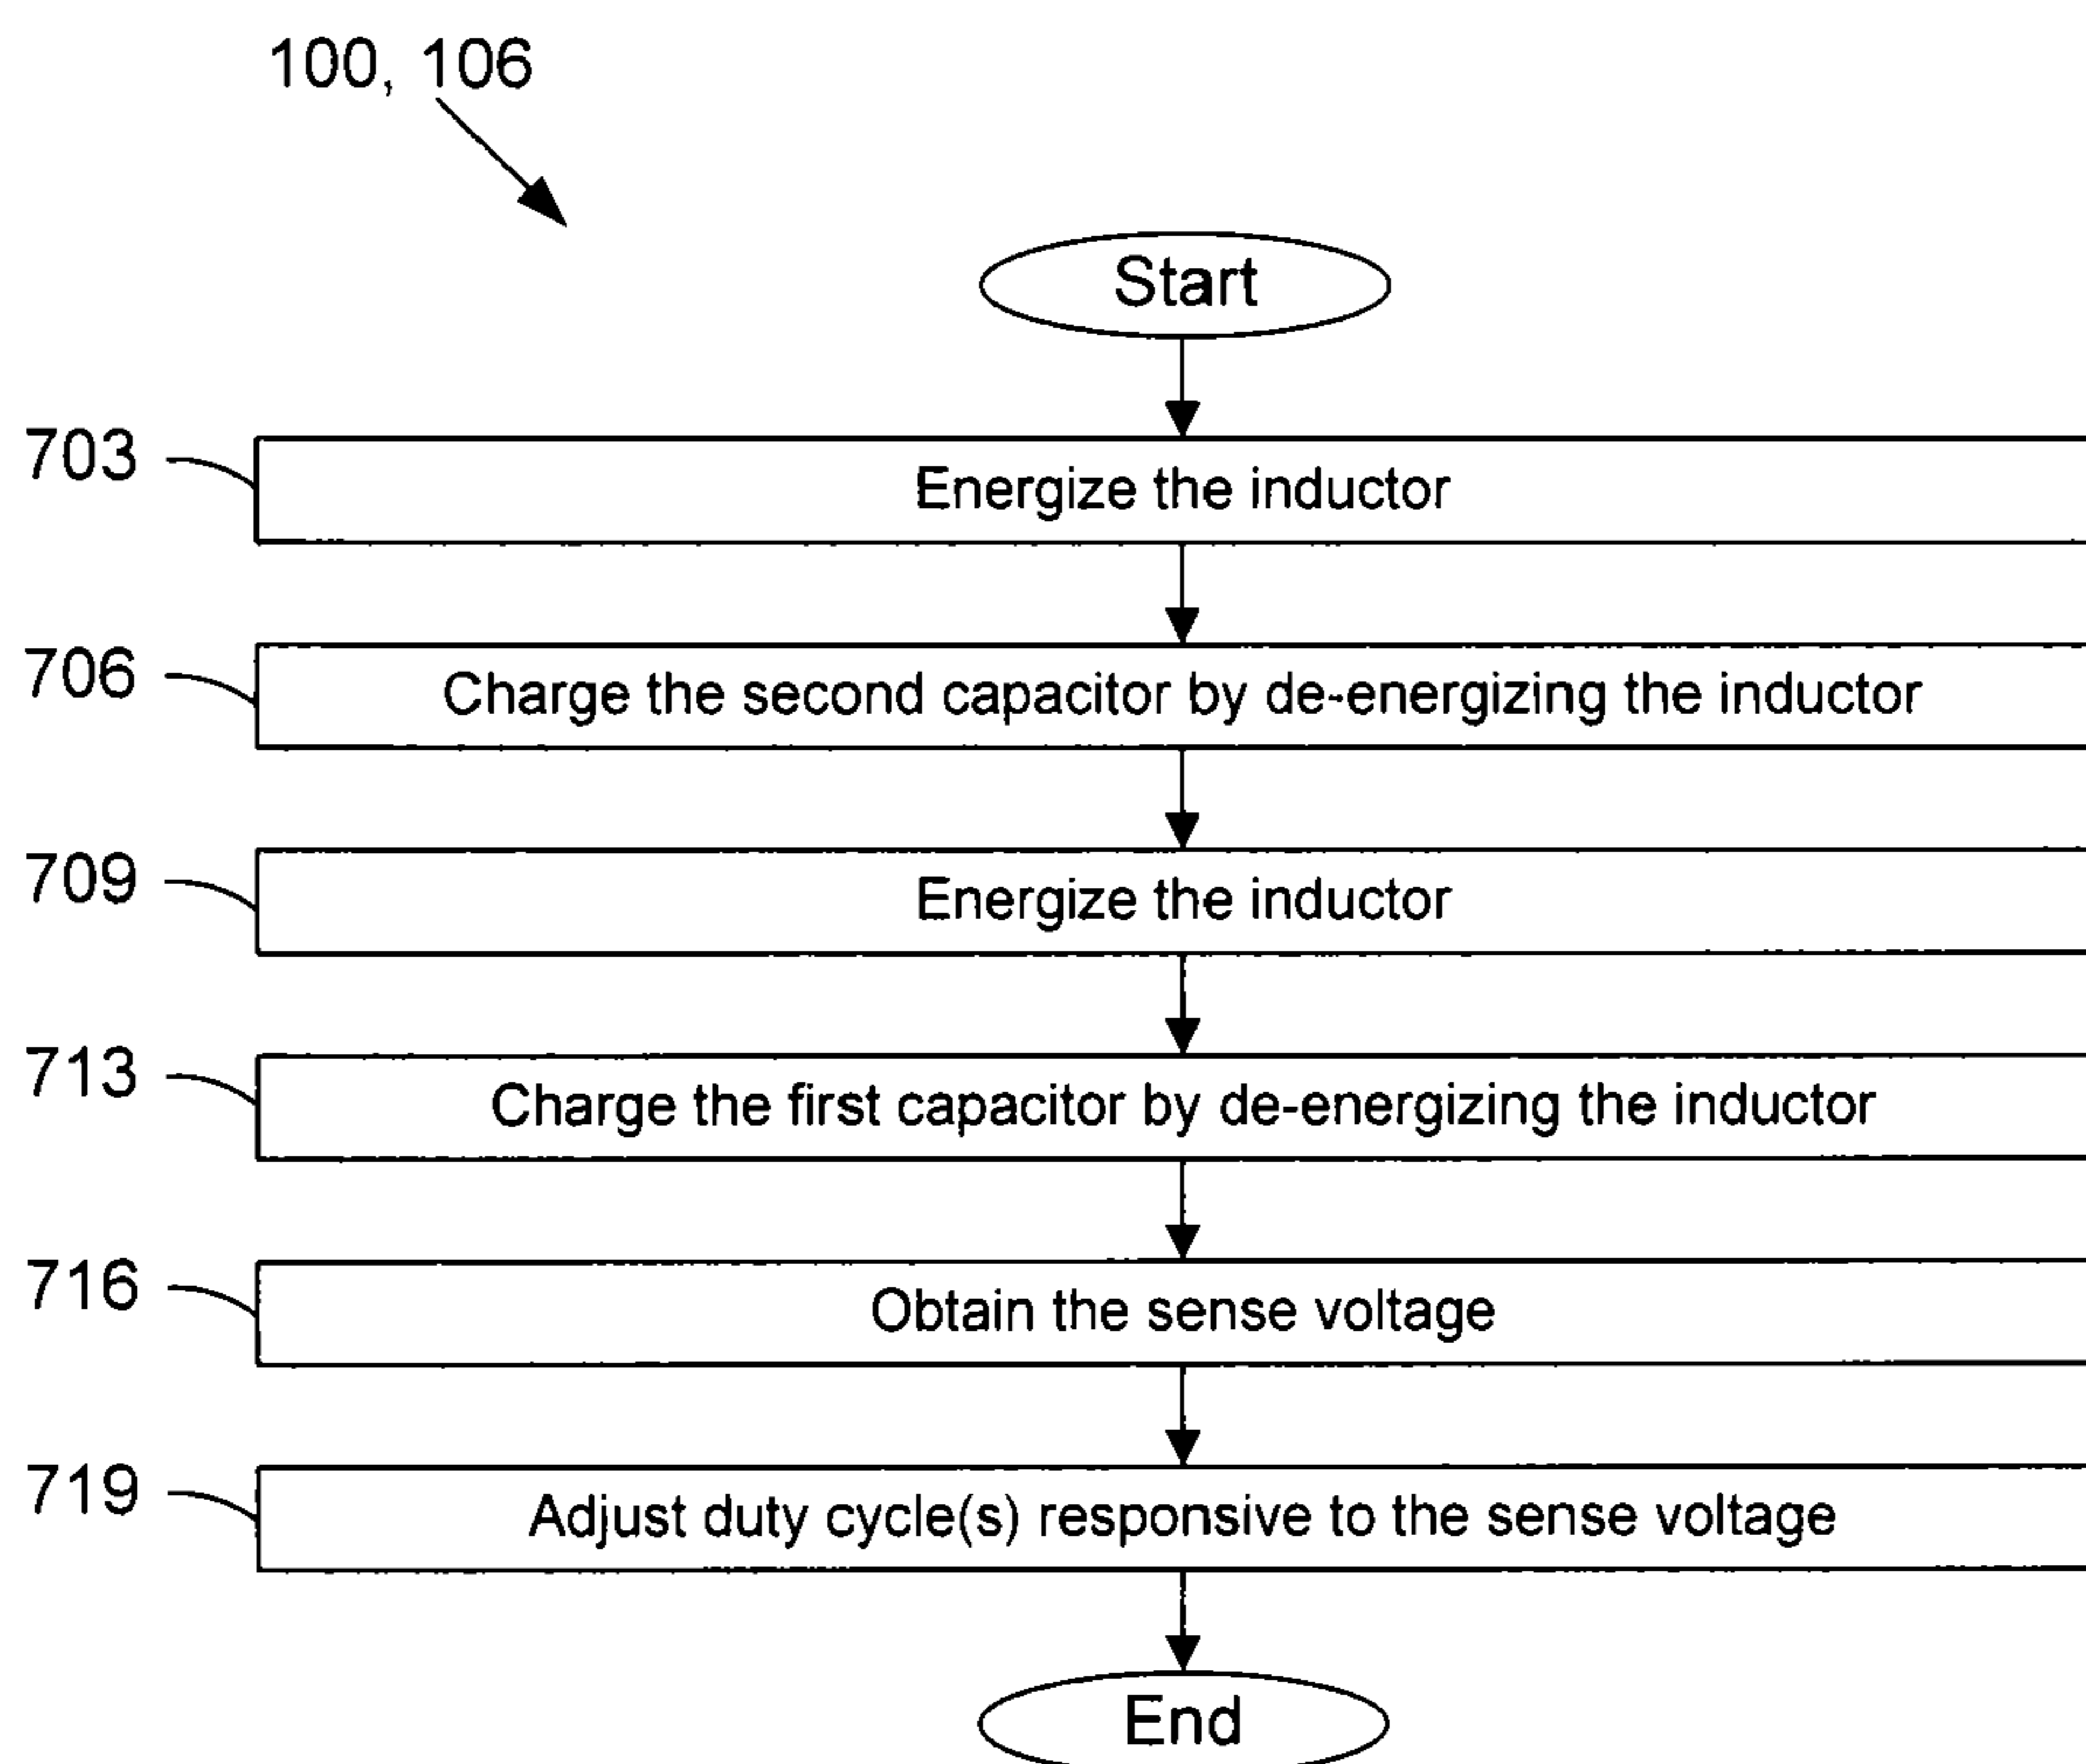 100, 106
Start
703
Energize the inductor
706
Charge the second capacitor by de-energizing the inductor
709
Energize the inductor
713
Charge the first capacitor by de-energizing the inductor
716
Obtain the sense voltage
719
Adjust duty cycle(s) responsive to the sense voltage
End